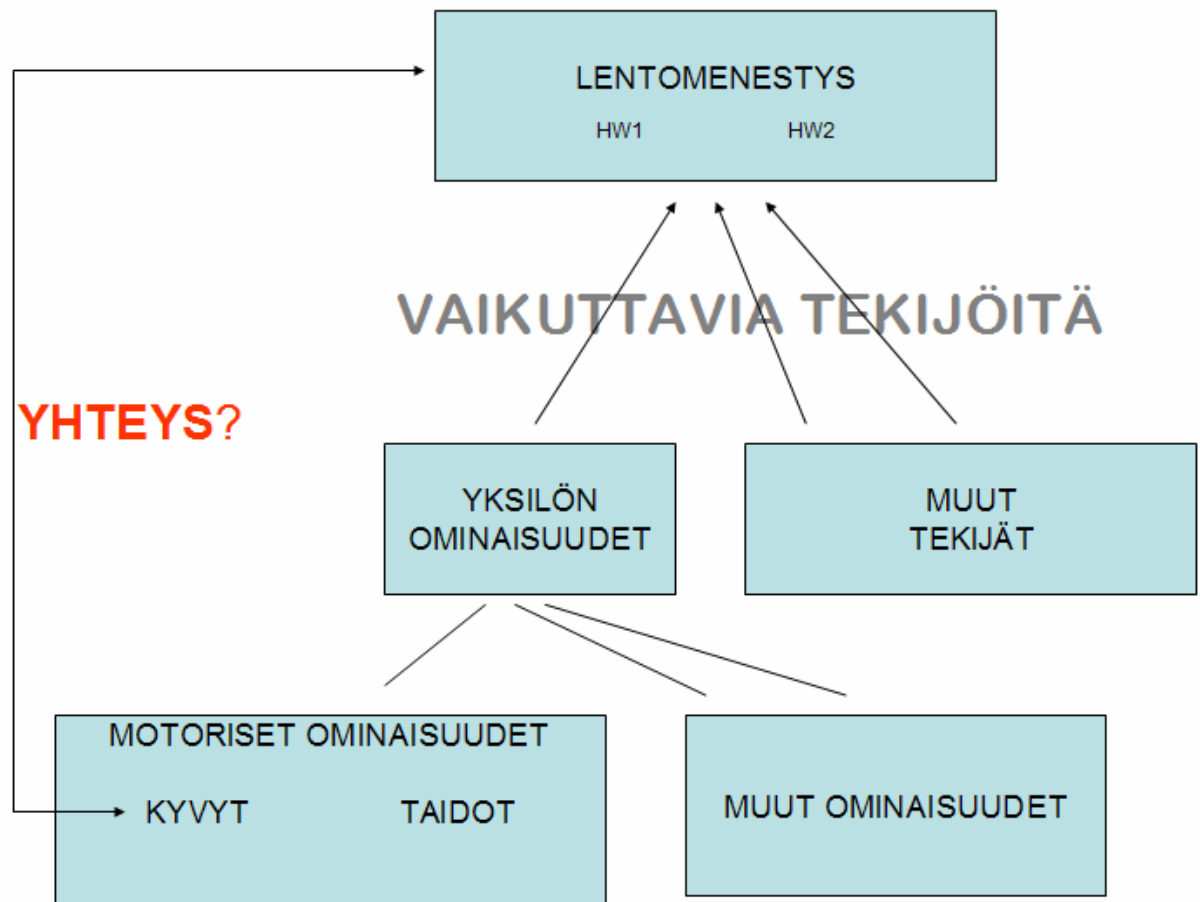 LENTOMENESTYS
HW1 HW2
VAIKUTTAVIA TEKIJÖITÄ
YHTEYS?
YKSILÖN
OMINAISUUDET
MUUT
TEKIJÄT
MOTORISET OMINAISUUDET
KYVYT TAIDOT
MUUT OMINAISUUDET